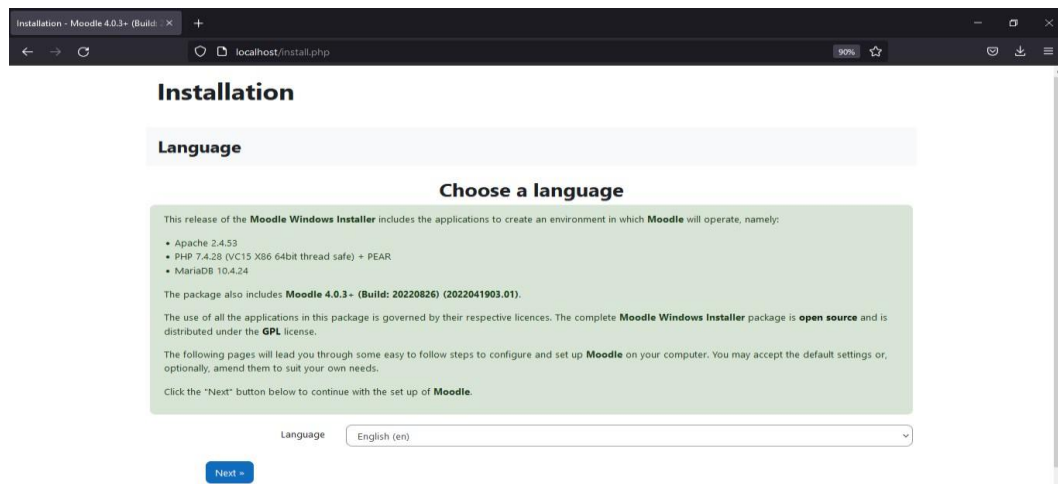 Installation - Moodle 4.0.3+ (Build: 2
localhost/install.php
90%
Installation
Language
Choose a language
This release of the Moodle Windows Installer includes the applications to create an environment in which Moodle will operate, namely:
• Apache 2.4.53
• PHP 7.4.28 (VC15 X86 64bit thread safe) + PEAR
• MariaDB 10.4.24
The package also includes Moodle 4.0.3+ (Build: 20220826) (2022041903.01).
The use of all the applications in this package is governed by their respective licences. The complete Moodle Windows Installer package is open source and is
distributed under the GPL license.
The following pages will lead you through some easy to follow steps to configure and set up Moodle on your computer. You may accept the default settings or,
optionally, amend them to suit your own needs.
Click the "Next" button below to continue with the set up of Moodle.
Language English (en)
Next »